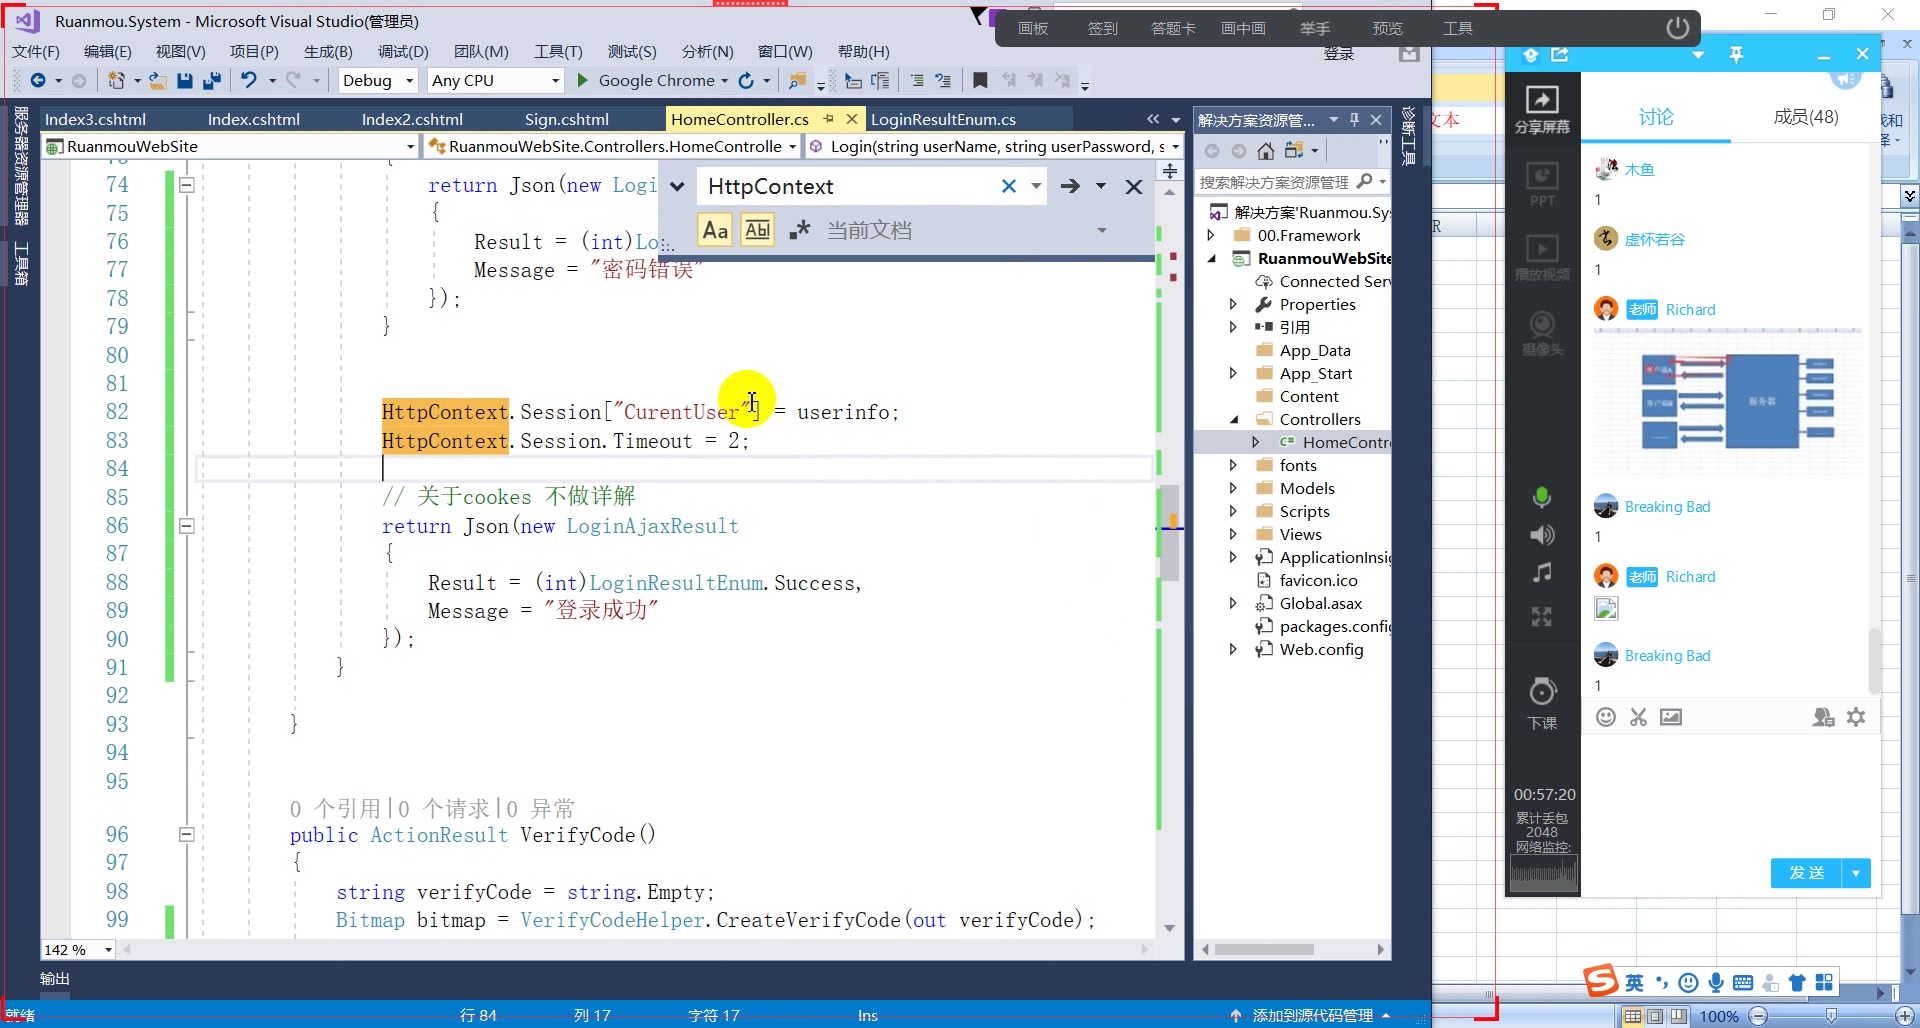 Ruanmou.System - Microsoft Visual Studio(管理员)
画板 签到 答题卡 画中画 举手 预览 工具
文件(F) 编辑(E) 视图(V) 项目(P) 生成(B) 调试(D) 团队(M) 工具(T) 测试(S) 分析(N) 窗口(W) 帮助(H) 登录
Debug Any CPU Google Chrome
Index3.cshtml Index.cshtml Index2.cshtml Sign.cshtml HomeController.cs LoginResultEnum.cs
RuanmouWebSite RuanmouWebSite.Controllers.HomeControlle Login(string userName, string userPassword, s
HttpContext
Aa Abl 当前文档
服务器资源管理器
工具箱
74 return Json(new Logi
75 {
76 Result = (int)Lo
77 Message = "密码错误"
78 });
79 }
80
81
82 HttpContext.Session["CurentUser"] = userinfo;
83 HttpContext.Session.Timeout = 2;
84
85 // 关于cookes 不做详解
86 return Json(new LoginAjaxResult
87 {
88 Result = (int)LoginResultEnum.Success,
89 Message = "登录成功"
90 });
91 }
92
93 }
94
95
0 个引用|0 个请求|0 异常
96 public ActionResult VerifyCode()
97 {
98 string verifyCode = string.Empty;
99 Bitmap bitmap = VerifyCodeHelper.CreateVerifyCode(out verifyCode);
142 %
输出
就绪 行 84 列 17 字符 17 Ins 添加到源代码管理
解决方案资源管...
搜索解决方案资源管理
解决方案'Ruanmou.Sy
00.Framework
RuanmouWebSite
Connected Serv
Properties
引用
App_Data
App_Start
Content
Controllers
C# HomeContr
fonts
Models
Scripts
Views
ApplicationInsig
favicon.ico
Global.asax
packages.config
Web.config
诊断工具
文本
R
分享屏幕
PPT
播放视频
摄像头
下课
00:57:20
累计丢包
2048
网络监控:
讨论 成员(48)
木鱼
1
虚怀若谷
1
老师 Richard
服务器
Breaking Bad
1
老师 Richard
Breaking Bad
1
发送
英
100%